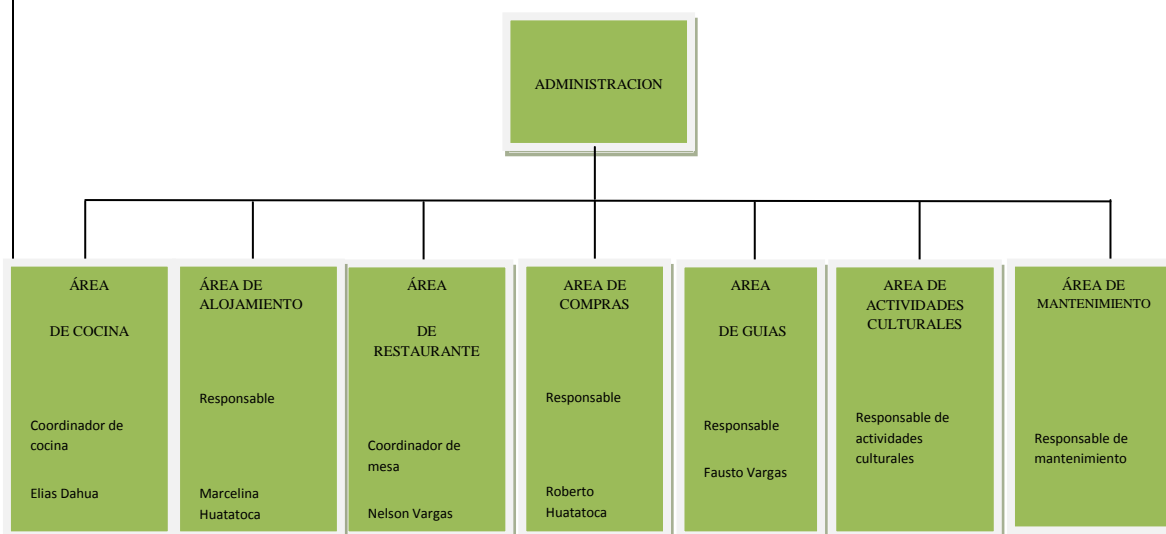 ADMINISTRACION
ÁREA
DE COCINA
Coordinador de
cocina
Elias Dahua
ÁREA DE
ALOJAMIENTO
Responsable
Marcelina
Huatatoca
ÁREA
DE
RESTAURANTE
Coordinador de
mesa
Nelson Vargas
AREA DE
COMPRAS
Responsable
Roberto
Huatatoca
AREA
DE GUIAS
Responsable
Fausto Vargas
AREA DE
ACTIVIDADES
CULTURALES
Responsable de
actividades
culturales
ÁREA DE
MANTENIMIENTO
Responsable de
mantenimiento